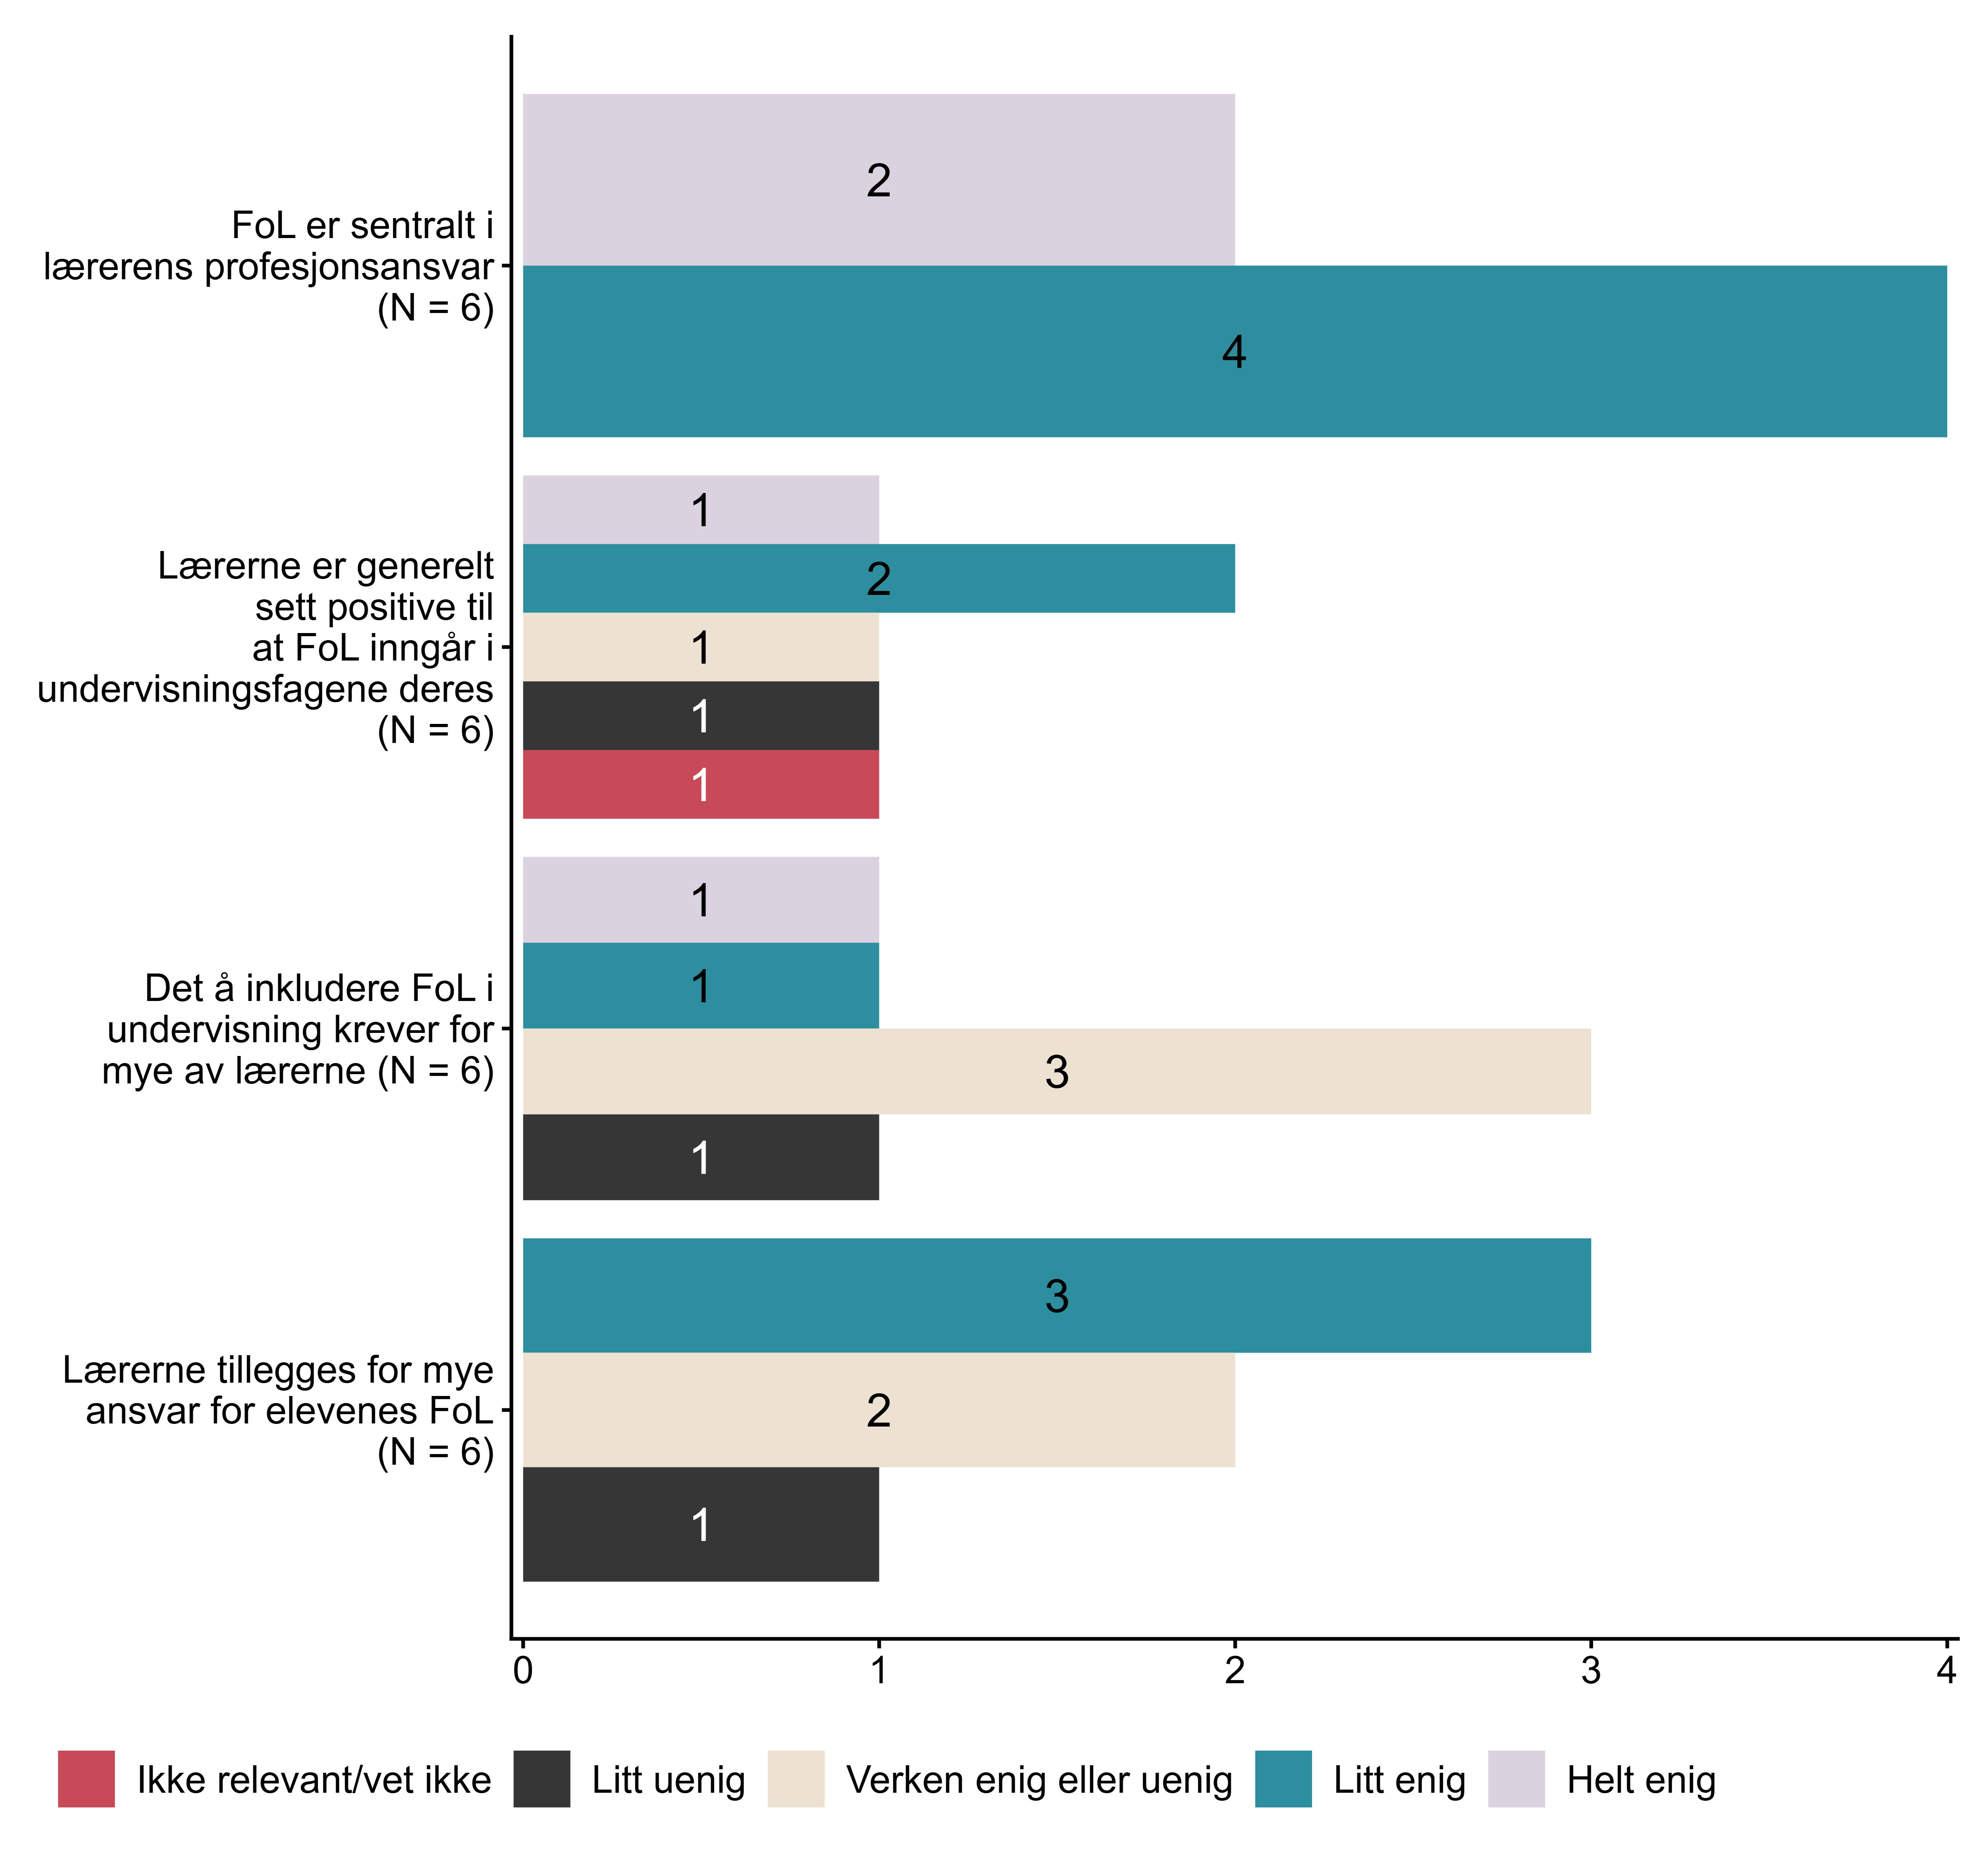 FoL er sentralt i
lærerens profesjonsansvar
(N = 6)
2
4
Lærerne er generelt
sett positive til
at FoL inngår i
undervisningsfagene deres
(N = 6)
1
2
1
1
1
Det å inkludere FoL i
undervisning krever for
mye av lærerne (N = 6)
1
1
3
1
Lærerne tillegges for mye
ansvar for elevenes FoL
(N = 6)
3
2
1
0 1 2 3 4
Ikke relevant/vet ikke Litt uenig Verken enig eller uenig Litt enig Helt enig